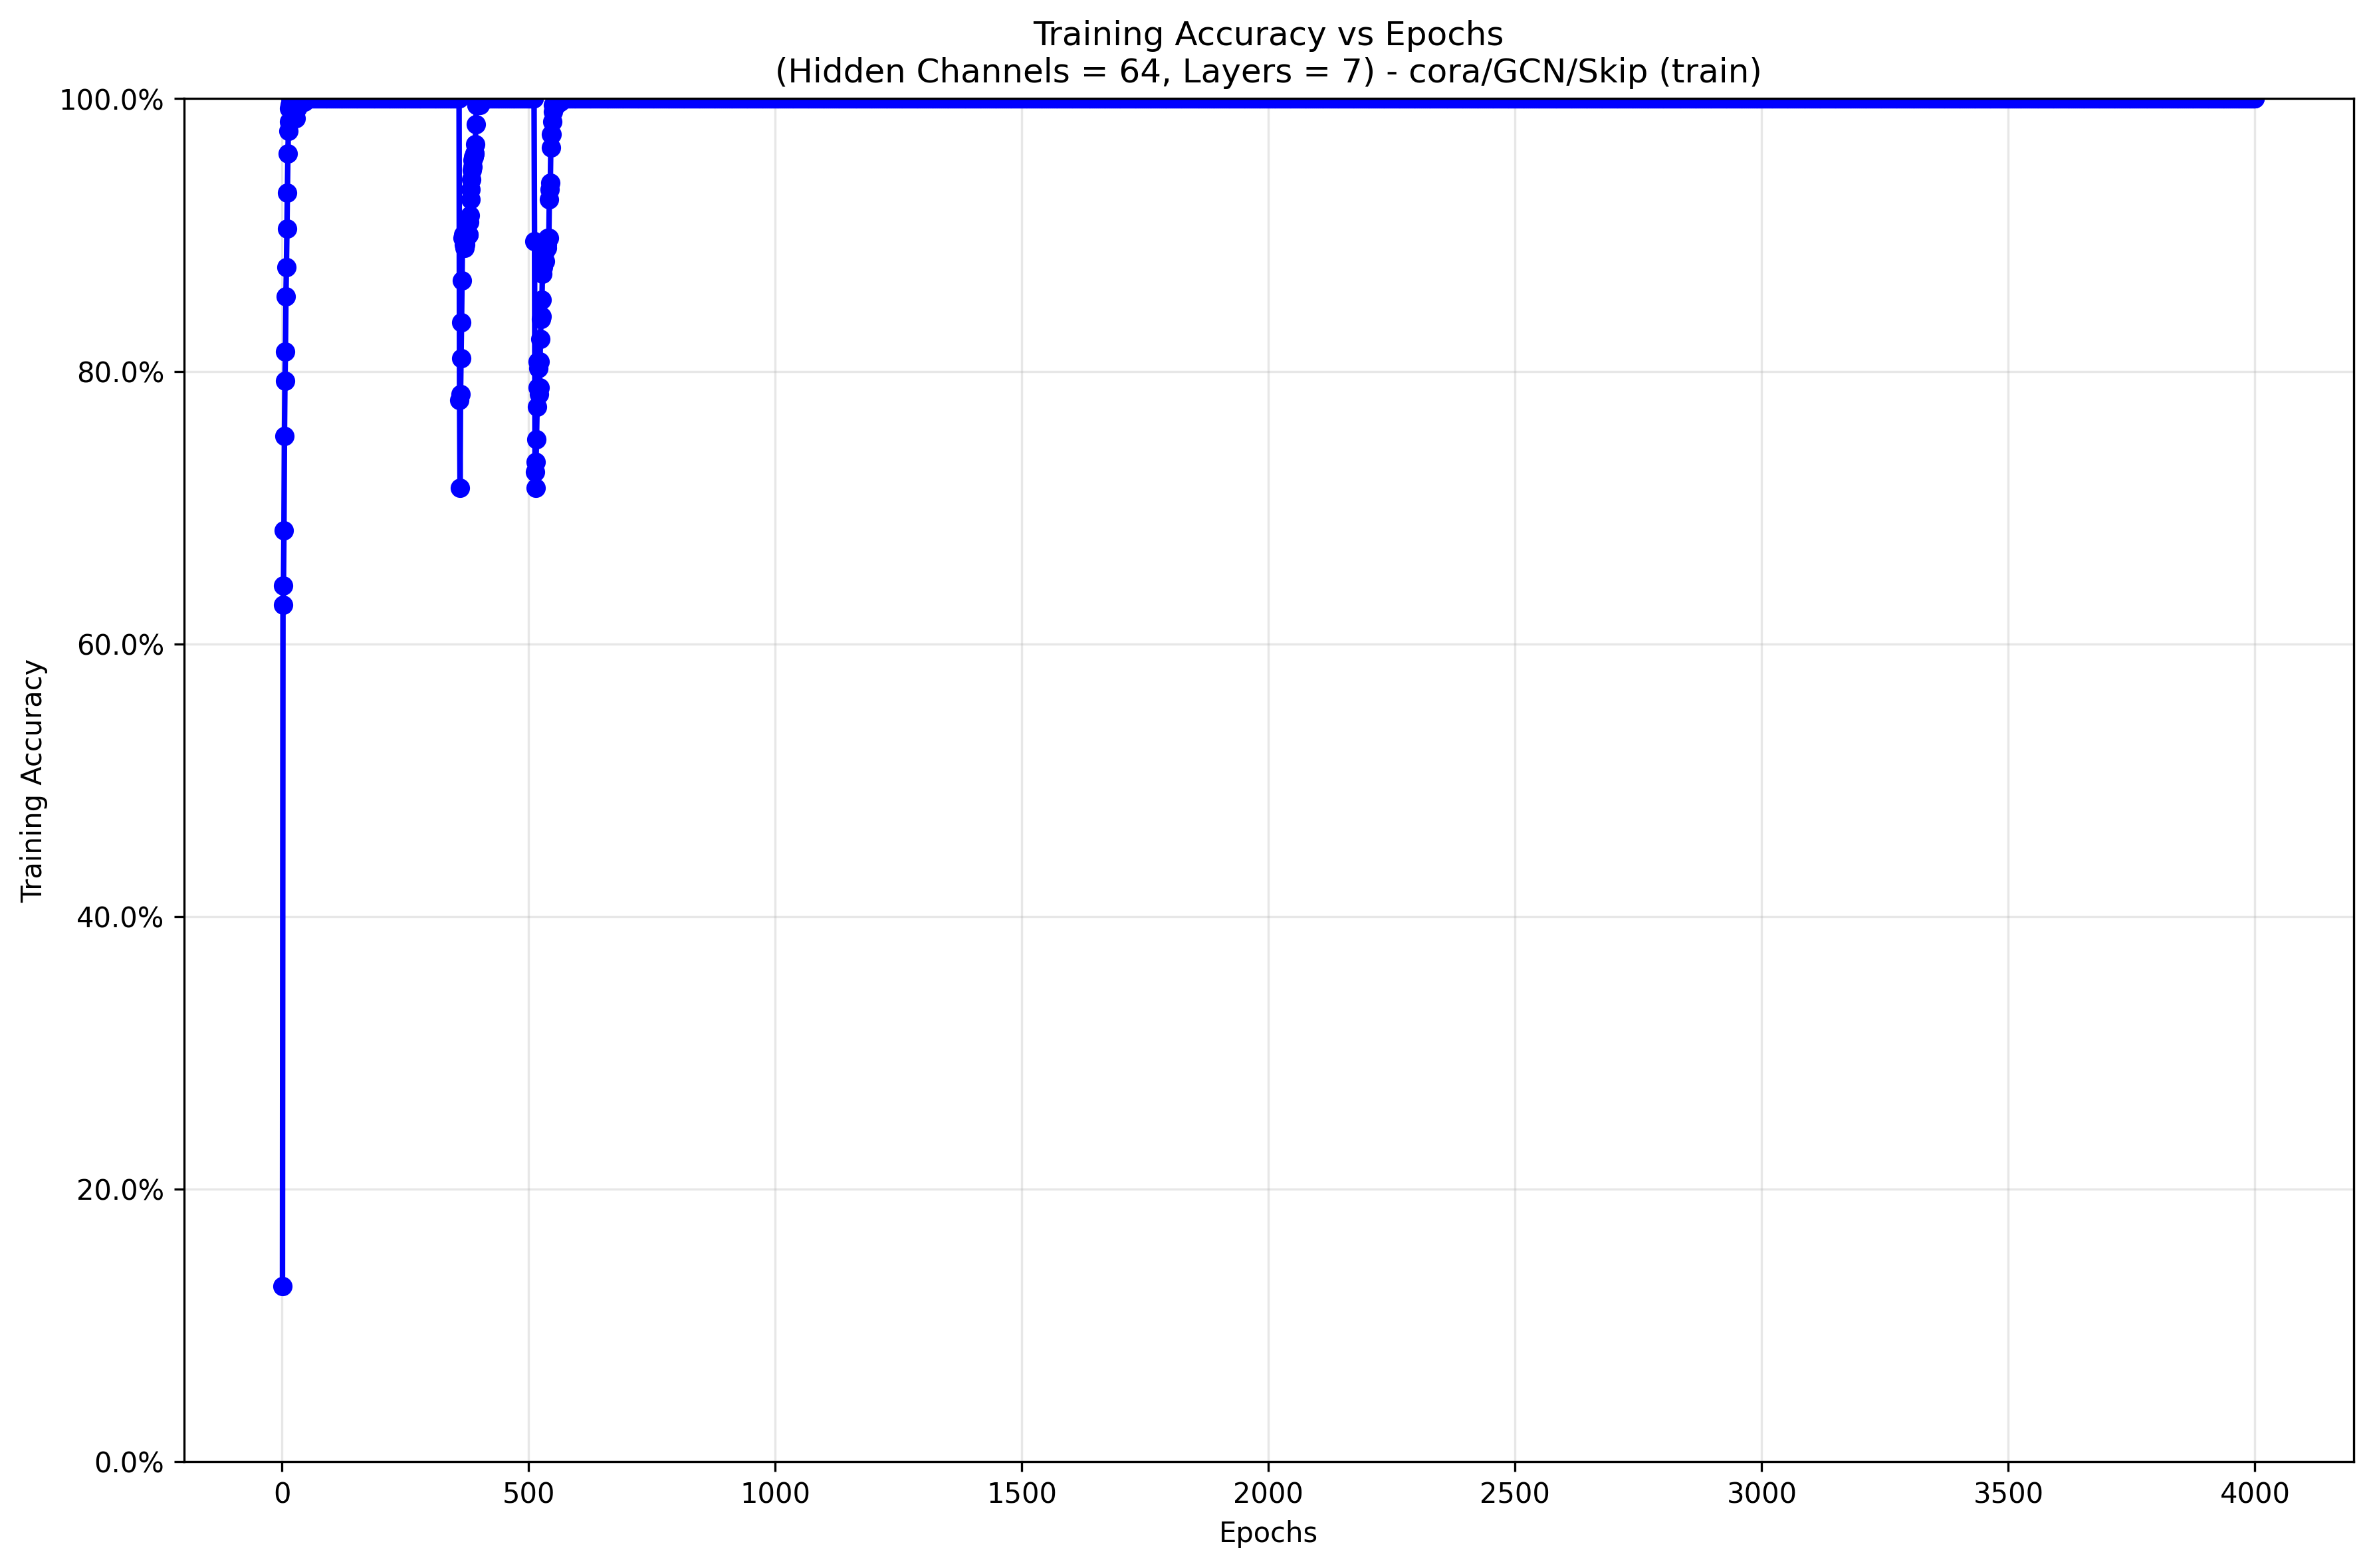 Training Accuracy vs Epochs
(Hidden Channels = 64, Layers = 7) - cora/GCN/Skip (train)
100.0%
80.0%
60.0%
40.0%
20.0%
0.0%
Training Accuracy
0 500 1000 1500 2000 2500 3000 3500 4000
Epochs